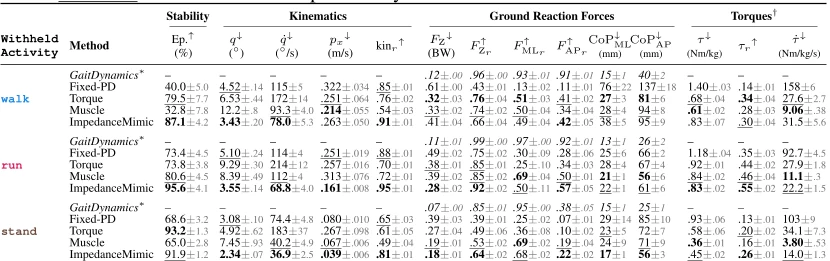 Stability Kinematics Ground Reaction Forces Torques†
Withheld Activity Method Ep.↑ (%) q↓ (°) q̇↓ (°/s) pₓ↓ (m/s) kinᵣ↑ F_Z↓ (BW) F_Zr↑ F_MLr↑ F_APr↑ CoP_ML↓ (mm) CoP_AP↓ (mm) τ↓ (Nm/kg) τᵣ↑ τ̇↓ (Nm/kg/s)
GaitDynamics* – – – – – .12±.00 .96±.00 .93±.01 .91±.01 15±1 40±2 – – –
Fixed-PD 40.0±5.0 4.52±.14 115±5 .322±.034 .85±.01 .61±.00 .43±.01 .13±.02 .11±.01 76±22 137±18 1.40±.03 .14±.01 158±6
walk Torque 79.5±7.7 6.53±.44 172±14 .251±.064 .76±.02 .32±.03 .76±.04 .51±.03 .41±.02 27±3 81±6 .68±.04 .34±.04 27.6±2.7
Muscle 32.8±7.8 12.2±.8 93.3±4.0 .214±.055 .54±.03 .33±.02 .74±.02 .50±.04 .34±.04 28±4 94±8 .61±.02 .28±.03 9.06±.38
ImpedanceMimic 87.1±4.2 3.43±.20 78.0±5.3 .263±.050 .91±.01 .41±.04 .66±.04 .49±.04 .42±.05 38±5 95±9 .83±.07 .30±.04 31.5±5.6
GaitDynamics* – – – – – .11±.01 .99±.00 .97±.00 .92±.01 13±1 26±2 – – –
Fixed-PD 73.4±4.5 5.10±.24 114±4 .251±.019 .88±.01 .49±.02 .75±.02 .30±.09 .28±.06 25±6 66±2 1.18±.04 .35±.03 92.7±4.5
run Torque 73.8±3.8 9.29±.30 214±12 .257±.016 .70±.01 .38±.01 .85±.01 .25±.10 .34±.03 28±4 67±4 .92±.01 .44±.02 27.9±1.8
Muscle 80.6±4.5 8.39±.49 112±4 .313±.076 .72±.01 .39±.02 .85±.02 .69±.04 .50±.01 21±1 56±1 .84±.02 .46±.04 11.1±.3
ImpedanceMimic 95.6±4.1 3.55±.14 68.8±4.0 .161±.008 .95±.01 .28±.02 .92±.02 .50±.11 .57±.05 22±1 61±6 .83±.02 .55±.02 22.2±1.5
GaitDynamics* – – – – – .07±.00 .85±.01 .95±.00 .38±.05 15±1 25±1 – – –
Fixed-PD 68.6±3.2 3.08±.10 74.4±4.8 .080±.010 .65±.03 .39±.03 .39±.01 .25±.02 .07±.01 29±14 85±10 .93±.06 .13±.01 103±9
stand Torque 93.2±1.3 4.92±.62 183±37 .267±.098 .61±.05 .27±.04 .49±.06 .36±.08 .10±.02 23±5 72±7 .58±.06 .20±.02 34.1±7.3
Muscle 65.0±2.8 7.45±.93 40.2±4.9 .067±.006 .49±.04 .19±.01 .53±.02 .69±.02 .19±.04 24±9 71±9 .36±.01 .16±.01 3.80±.53
ImpedanceMimic 91.9±1.2 2.34±.07 36.9±2.5 .039±.006 .81±.01 .18±.01 .64±.02 .68±.02 .22±.02 17±1 56±3 .45±.02 .26±.01 14.0±1.3